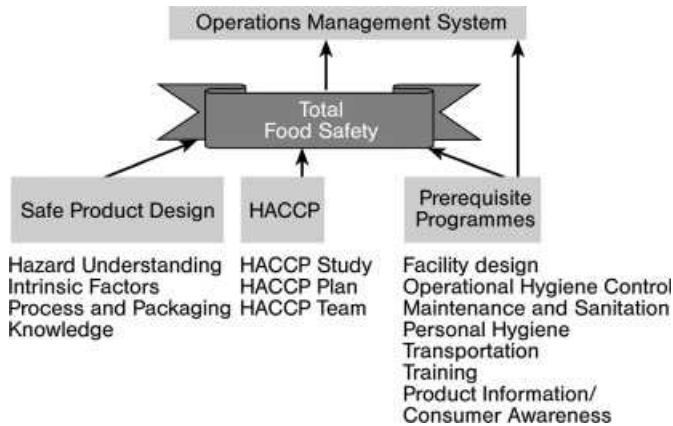 Operations Management System
Total
Food Safety
Safe Product Design
HACCP
Prerequisite
Programmes
Hazard Understanding
Intrinsic Factors
Process and Packaging
Knowledge
HACCP Study
HACCP Plan
HACCP Team
Facility design
Operational Hygiene Control
Maintenance and Sanitation
Personal Hygiene
Transportation
Training
Product Information/
Consumer Awareness